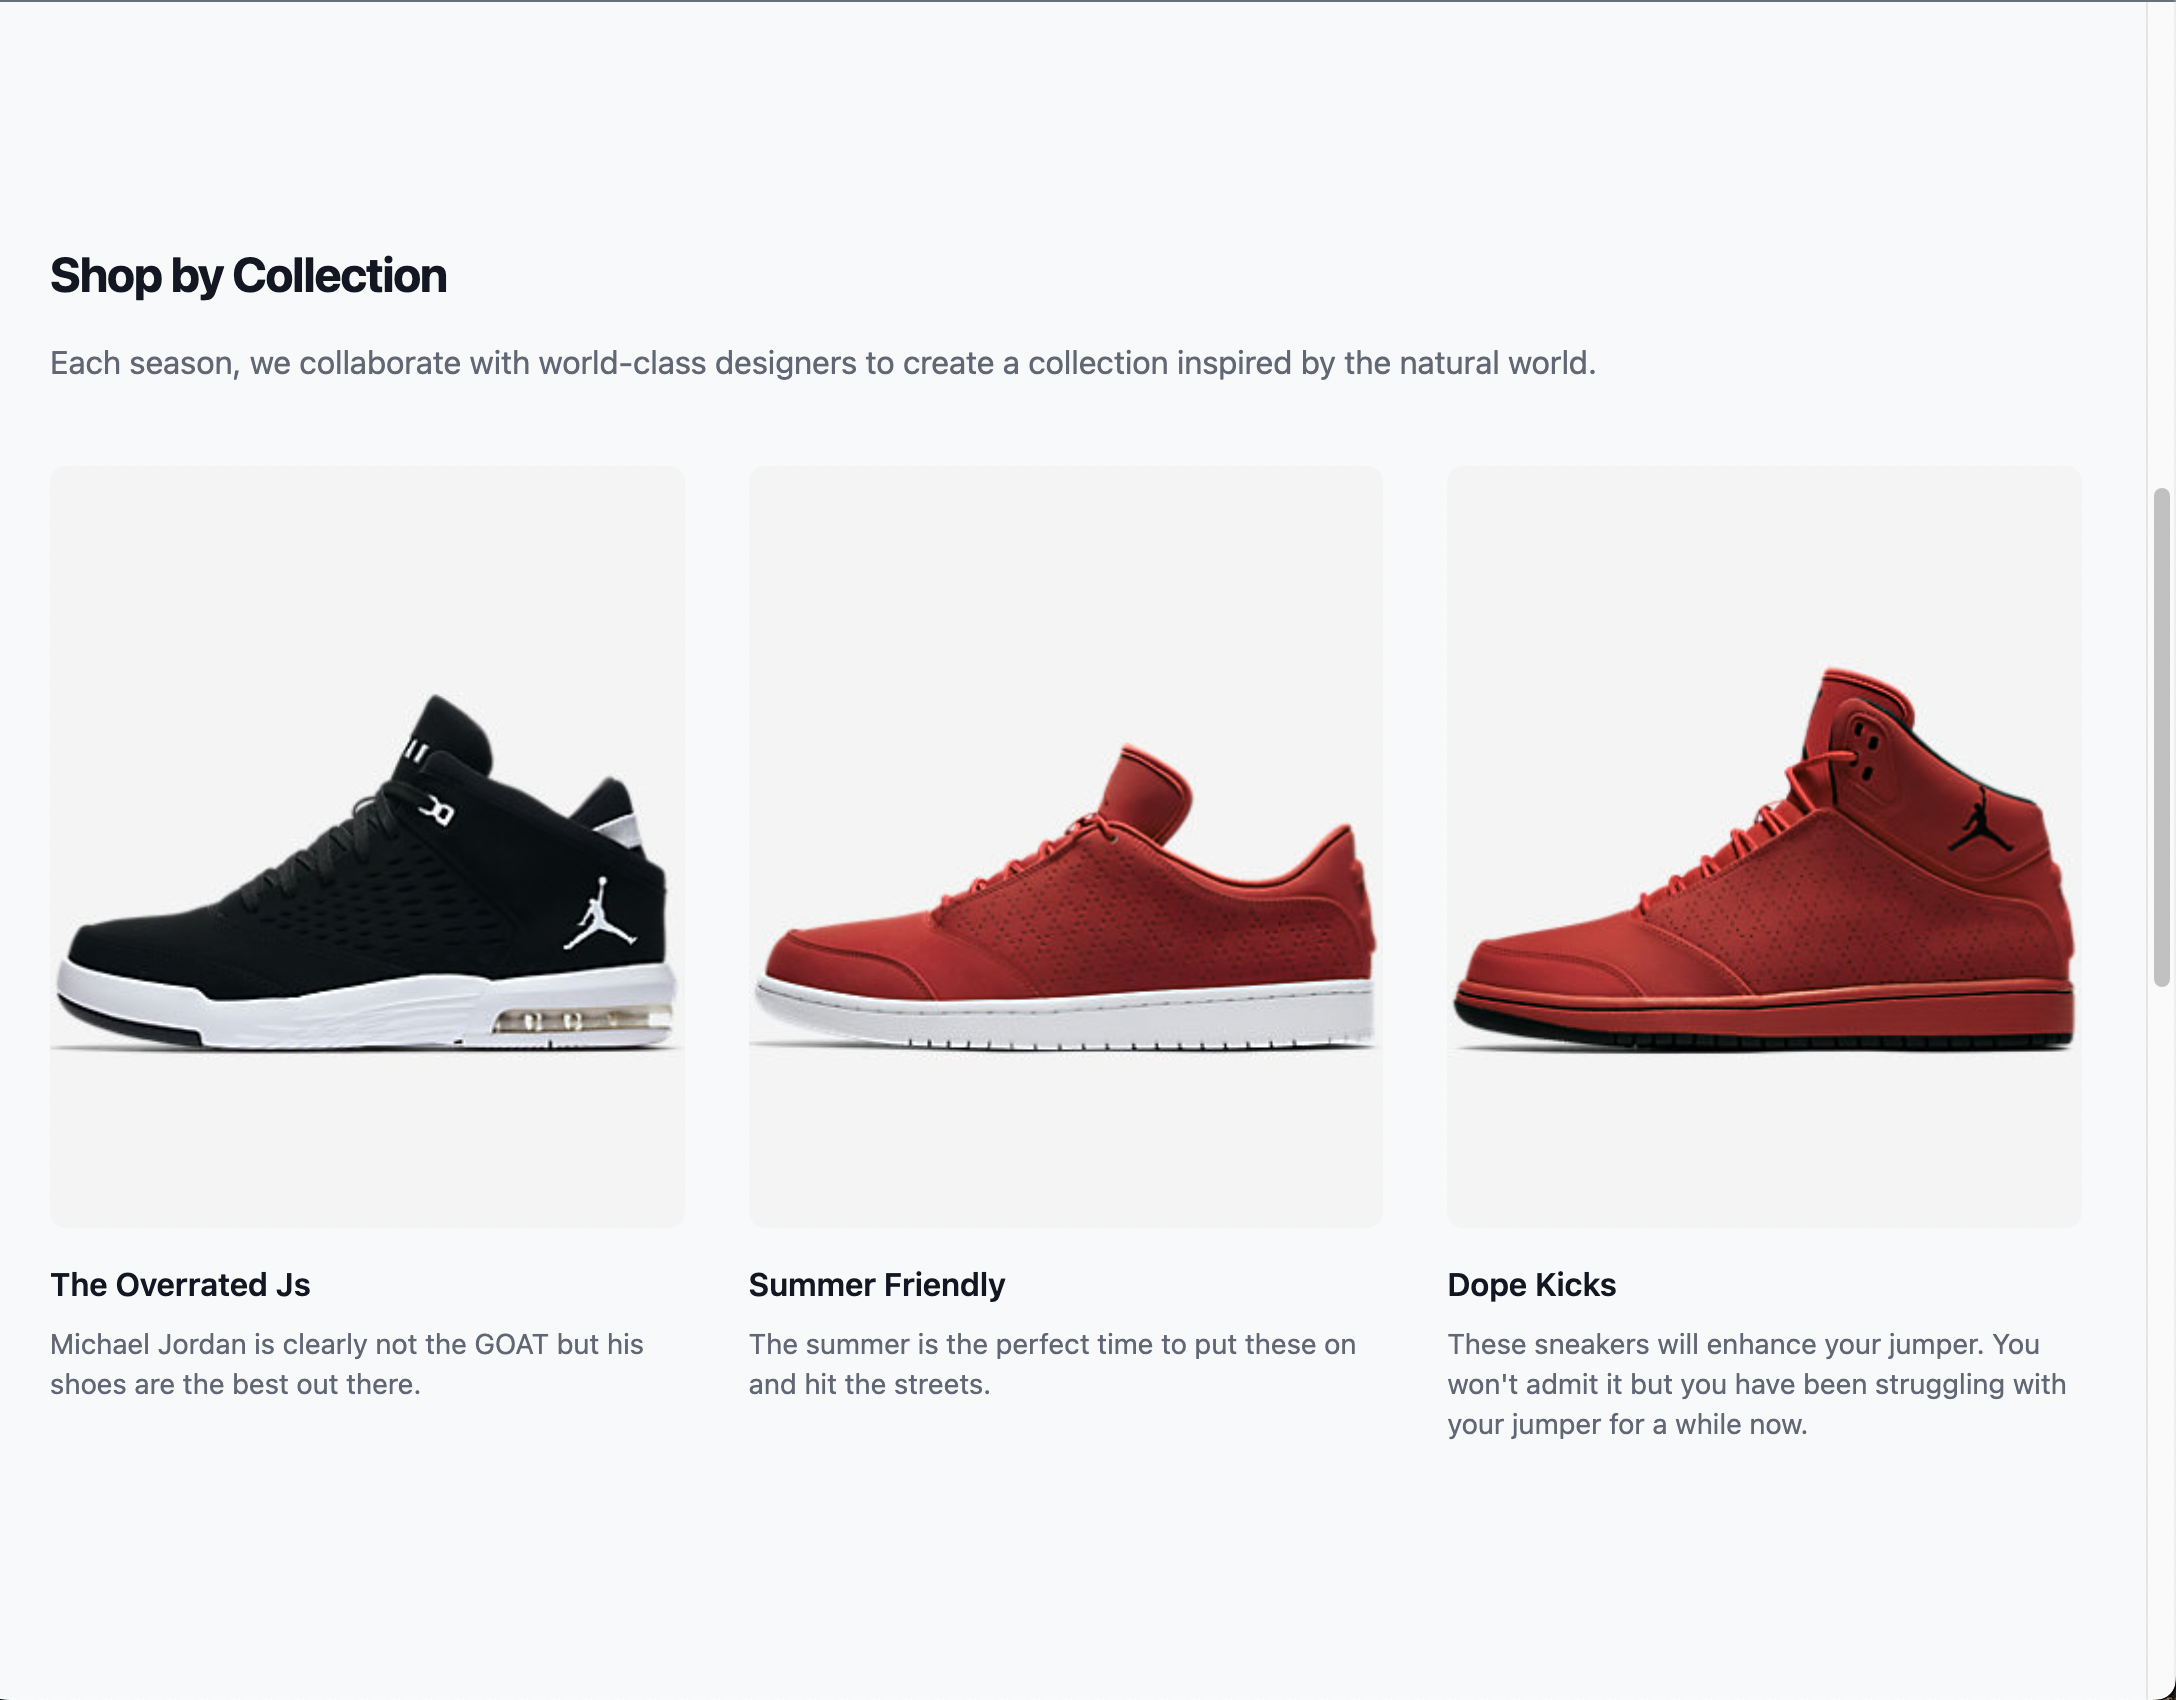 Shop by Collection
Each season, we collaborate with world-class designers to create a collection inspired by the natural world.
The Overrated Js
Michael Jordan is clearly not the GOAT but his
shoes are the best out there.
Summer Friendly
The summer is the perfect time to put these on
and hit the streets.
Dope Kicks
These sneakers will enhance your jumper. You
won't admit it but you have been struggling with
your jumper for a while now.